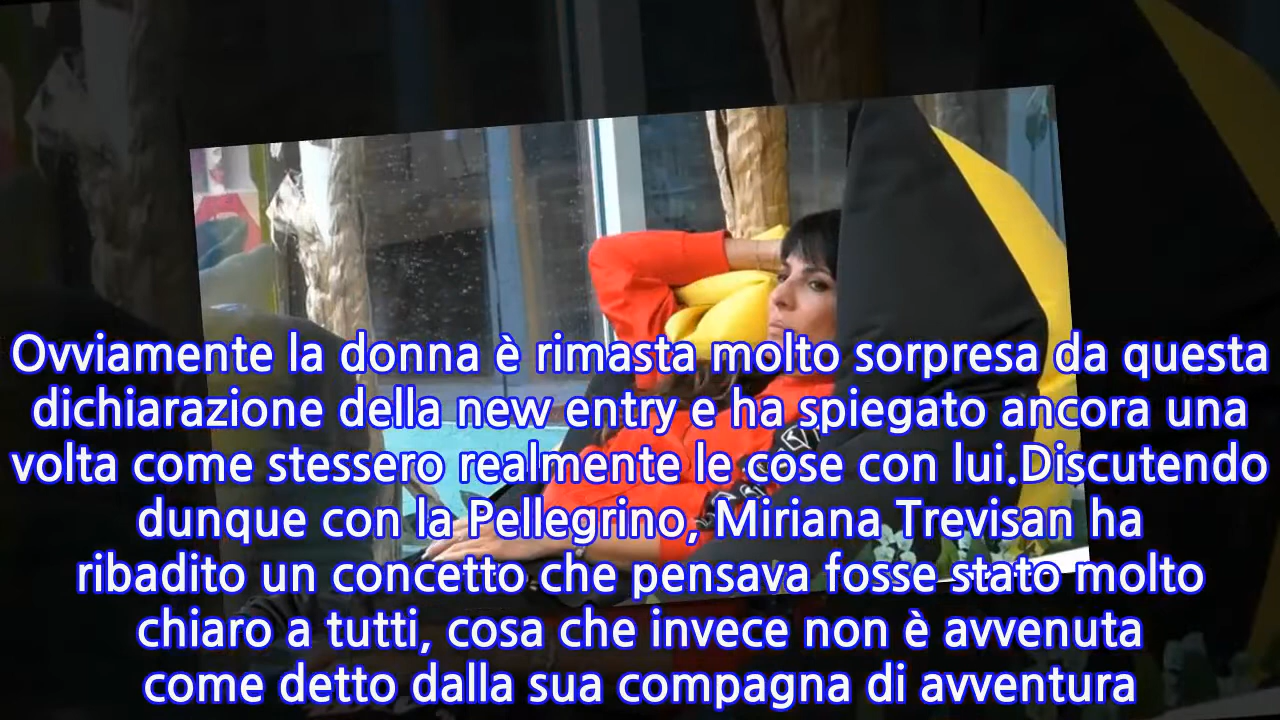 Ovviamente la donna è rimasta molto sorpresa da questa
dichiarazione della new entry e ha spiegato ancora una
volta come stessero realmente le cose con lui.Discutendo
dunque con la Pellegrino, Miriana Trevisan ha
ribadito un concetto che pensava fosse stato molto
chiaro a tutti, cosa che invece non è avvenuta
come detto dalla sua compagna di avventura